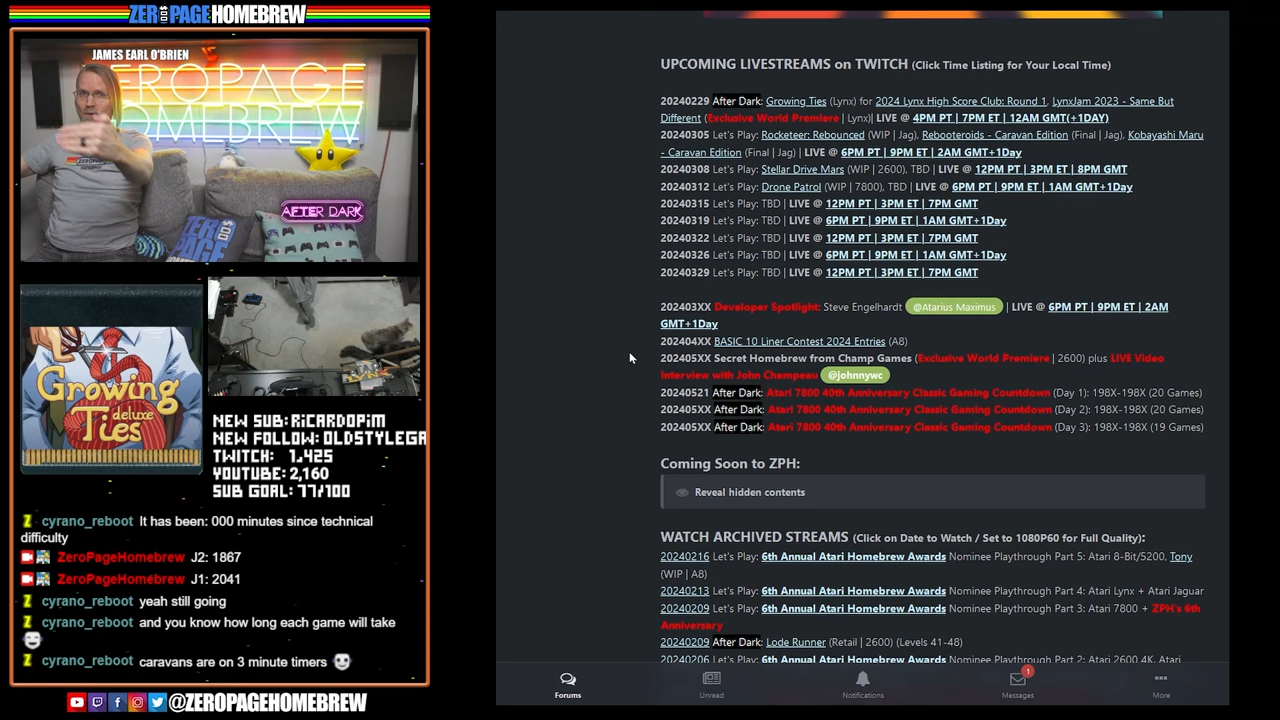 ZEROPAGE HOMEBREW
JAMES EARL O'BRIEN
ZEROPAGE
HOMEBREW
AFTER DARK
Growing
Ties
deluxe
NEW SUB: RICARDOPIM
NEW FOLLOW: OLDSTYLEGA
TWITCH: 1,425
YOUTUBE: 2,160
SUB GOAL: 77/100
cyrano_reboot It has been: 000 minutes since technical
difficulty
ZeroPageHomebrew J2: 1867
ZeroPageHomebrew J1: 2041
cyrano_reboot yeah still going
cyrano_reboot and you know how long each game will take
cyrano_reboot caravans are on 3 minute timers
@ZEROPAGEHOMEBREW
UPCOMING LIVESTREAMS on TWITCH (Click Time Listing for Your Local Time)
20240229 After Dark: Growing Ties (Lynx) for 2024 Lynx High Score Club: Round 1, LynxJam 2023 - Same But
Different (Exclusive World Premiere | Lynx) LIVE @ 4PM PT | 7PM ET | 12AM GMT(+1DAY)
20240305 Let's Play: Rocketeer: Rebounced (WIP | Jag), Rebooteroids - Caravan Edition (Final | Jag), Kobayashi Maru
- Caravan Edition (Final | Jag) | LIVE @ 6PM PT | 9PM ET | 2AM GMT+1Day
20240308 Let's Play: Stellar Drive Mars (WIP | 2600), TBD | LIVE @ 12PM PT | 3PM ET | 8PM GMT
20240312 Let's Play: Drone Patrol (WIP | 7800), TBD | LIVE @ 6PM PT | 9PM ET | 1AM GMT+1Day
20240315 Let's Play: TBD | LIVE @ 12PM PT | 3PM ET | 7PM GMT
20240319 Let's Play: TBD | LIVE @ 6PM PT | 9PM ET | 1AM GMT+1Day
20240322 Let's Play: TBD | LIVE @ 12PM PT | 3PM ET | 7PM GMT
20240326 Let's Play: TBD | LIVE @ 6PM PT | 9PM ET | 1AM GMT+1Day
20240329 Let's Play: TBD | LIVE @ 12PM PT | 3PM ET | 7PM GMT
202403XX Developer Spotlight: Steve Engelhardt @Atarius Maximus | LIVE @ 6PM PT | 9PM ET | 2AM
GMT+1Day
202404XX BASIC 10 Liner Contest 2024 Entries (A8)
202405XX Secret Homebrew from Champ Games (Exclusive World Premiere | 2600) plus LIVE Video
Interview with John Champeau @johnnywc
20240521 After Dark: Atari 7800 40th Anniversary Classic Gaming Countdown (Day 1): 198X-198X (20 Games)
202405XX After Dark: Atari 7800 40th Anniversary Classic Gaming Countdown (Day 2): 198X-198X (20 Games)
202405XX After Dark: Atari 7800 40th Anniversary Classic Gaming Countdown (Day 3): 198X-198X (19 Games)
Coming Soon to ZPH:
Reveal hidden contents
WATCH ARCHIVED STREAMS (Click on Date to Watch / Set to 1080P60 for Full Quality):
20240216 Let's Play: 6th Annual Atari Homebrew Awards Nominee Playthrough Part 5: Atari 8-Bit/5200, Tony
(WIP | A8)
20240213 Let's Play: 6th Annual Atari Homebrew Awards Nominee Playthrough Part 4: Atari Lynx + Atari Jaguar
20240209 Let's Play: 6th Annual Atari Homebrew Awards Nominee Playthrough Part 3: Atari 7800 + ZPH's 6th
Anniversary
20240209 After Dark: Lode Runner (Retail | 2600) (Levels 41-48)
20240206 Let's Play: 6th Annual Atari Homebrew Awards Nominee Playthrough Part 2: Atari 2600 4K, Atari
Forums
Unread
Notifications
1
Messages
More